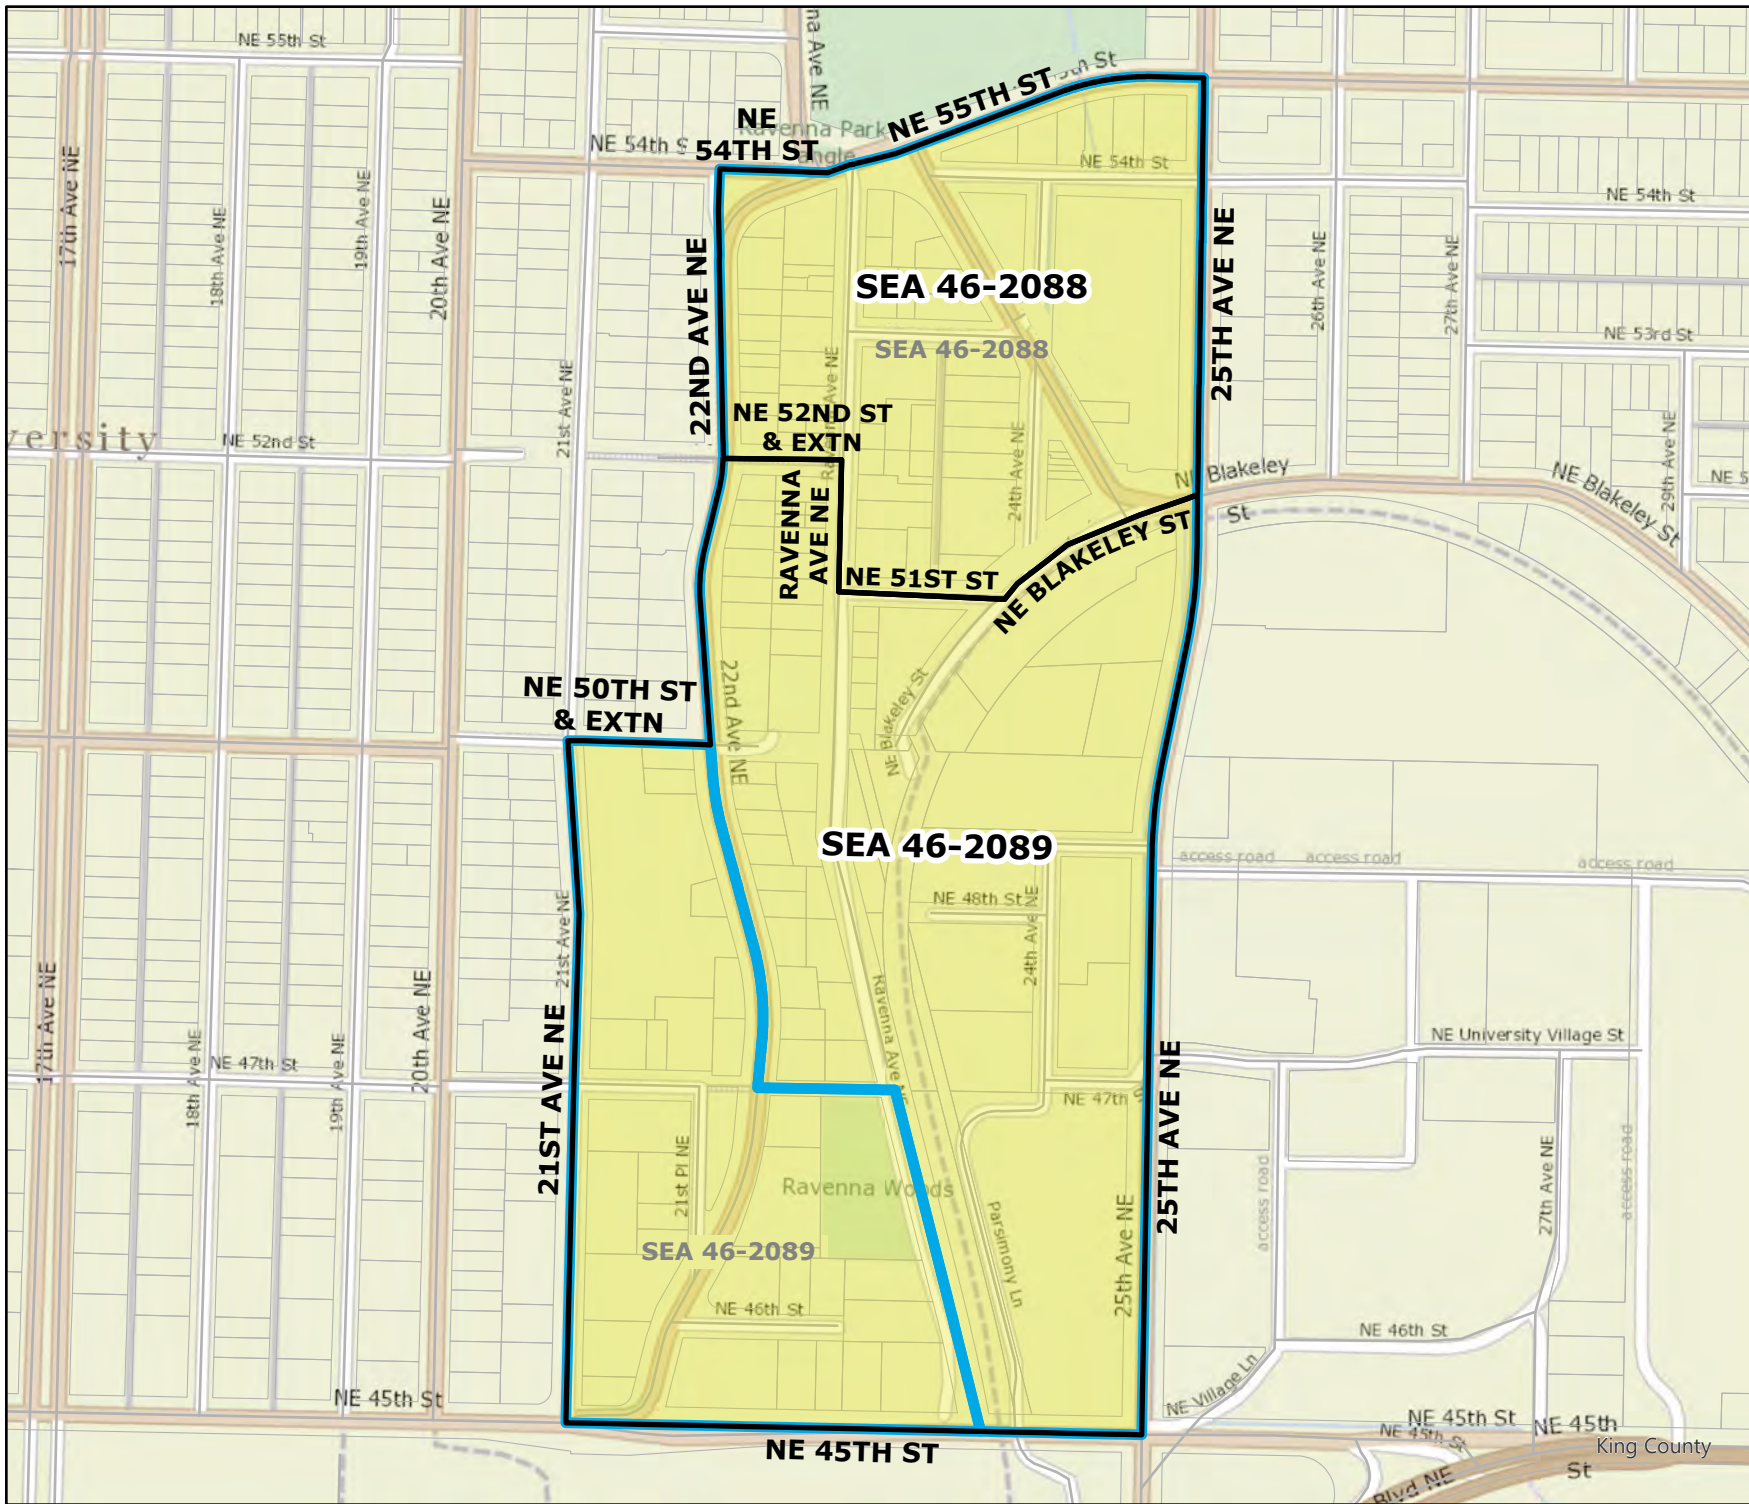 NE 55th St
NE
54TH ST
NE 55TH ST
NE 54th St
NE 54th St
Ravenna Park
angle
17th Ave NE
18th Ave NE
19th Ave NE
20th Ave NE
22ND AVE NE
SEA 46-2088
SEA 46-2088
25TH AVE NE
26th Ave NE
27th Ave NE
NE 53rd St
versity
NE 52nd St
21st Ave NE
NE 52ND ST
& EXTN
Ravenna Ave NE
RAVENNA
AVE NE
24th Ave NE
NE Blakeley
St
NE Blakeley St
29th Ave NE
NE 51ST ST
NE BLAKELEY ST
NE 50TH ST
& EXTN
22nd Ave NE
NE Blakeley St
SEA 46-2089
access road
access road
access road
NE 48th St
24th Ave NE
21st Ave NE
17th Ave NE
18th Ave NE
19th Ave NE
20th Ave NE
21ST AVE NE
NE 47th St
Ravenna Ave NE
NE 47th
NE University Village St
25TH AVE NE
21st Pl NE
Ravenna Woods
SEA 46-2089
Parsimony Ln
25th Ave NE
access road
27th Ave NE
access road
NE 46th St
NE 46th St
NE Village Ln
NE 45th St
NE 45TH ST
NE 45th St
NE 45th St
NE 45th
St
King County
Blvd NE